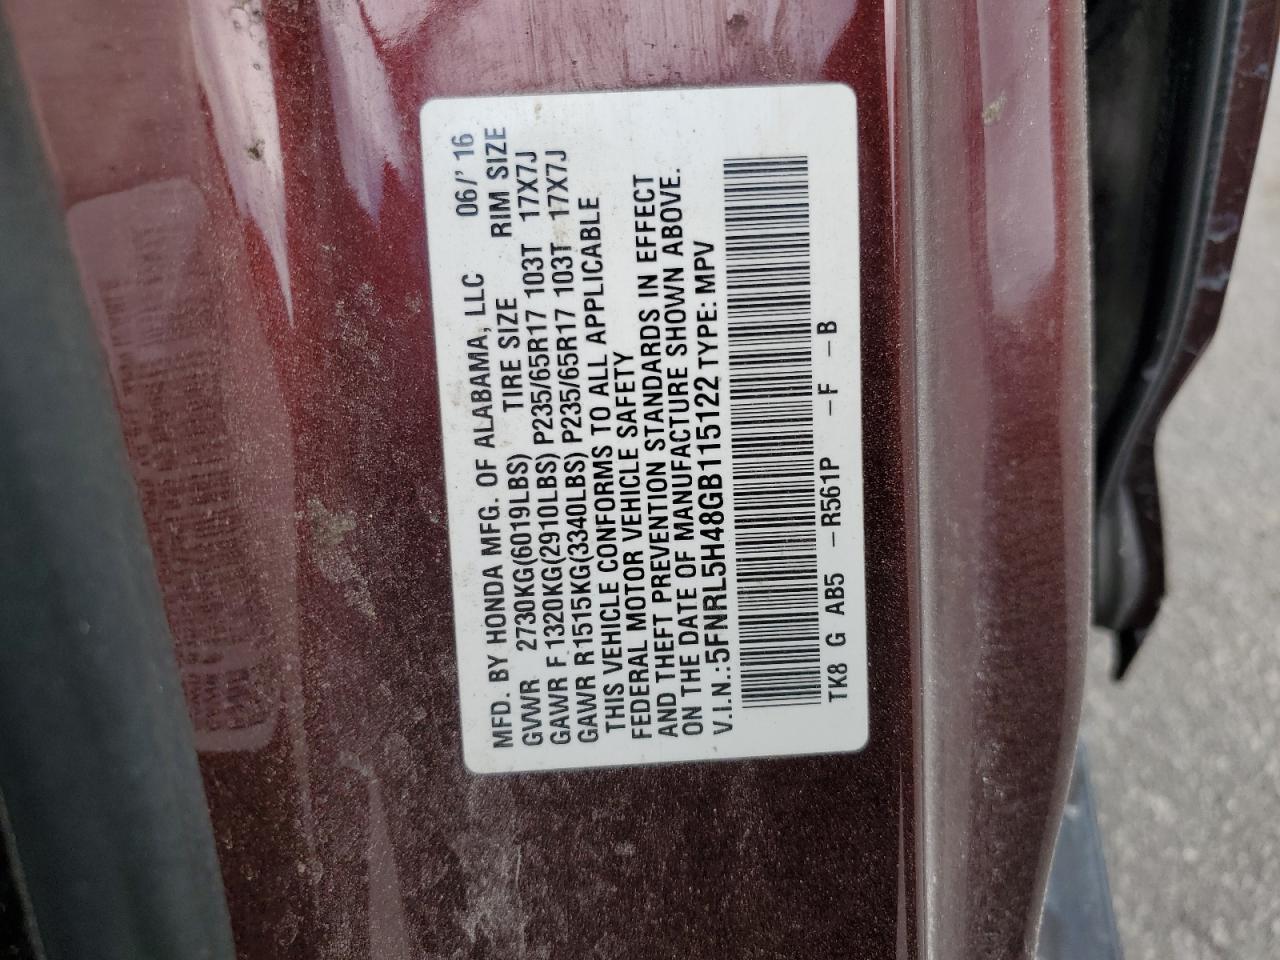 MFD. BY HONDA MFG. OF ALABAMA, LLC 06/'16
GVWR 2730KG(6019LBS) TIRE SIZE RIM SIZE
GAWR F 1320KG(2910LBS) P235/65R17 103T 17X7J
GAWR R 1515KG(3340LBS) P235/65R17 103T 17X7J
THIS VEHICLE CONFORMS TO ALL APPLICABLE
FEDERAL MOTOR VEHICLE SAFETY
AND THEFT PREVENTION STANDARDS IN EFFECT
ON THE DATE OF MANUFACTURE SHOWN ABOVE.
V.I.N.:5FNRL5H48GB115122 TYPE: MPV
TK8 G AB5 -R561P -F -B